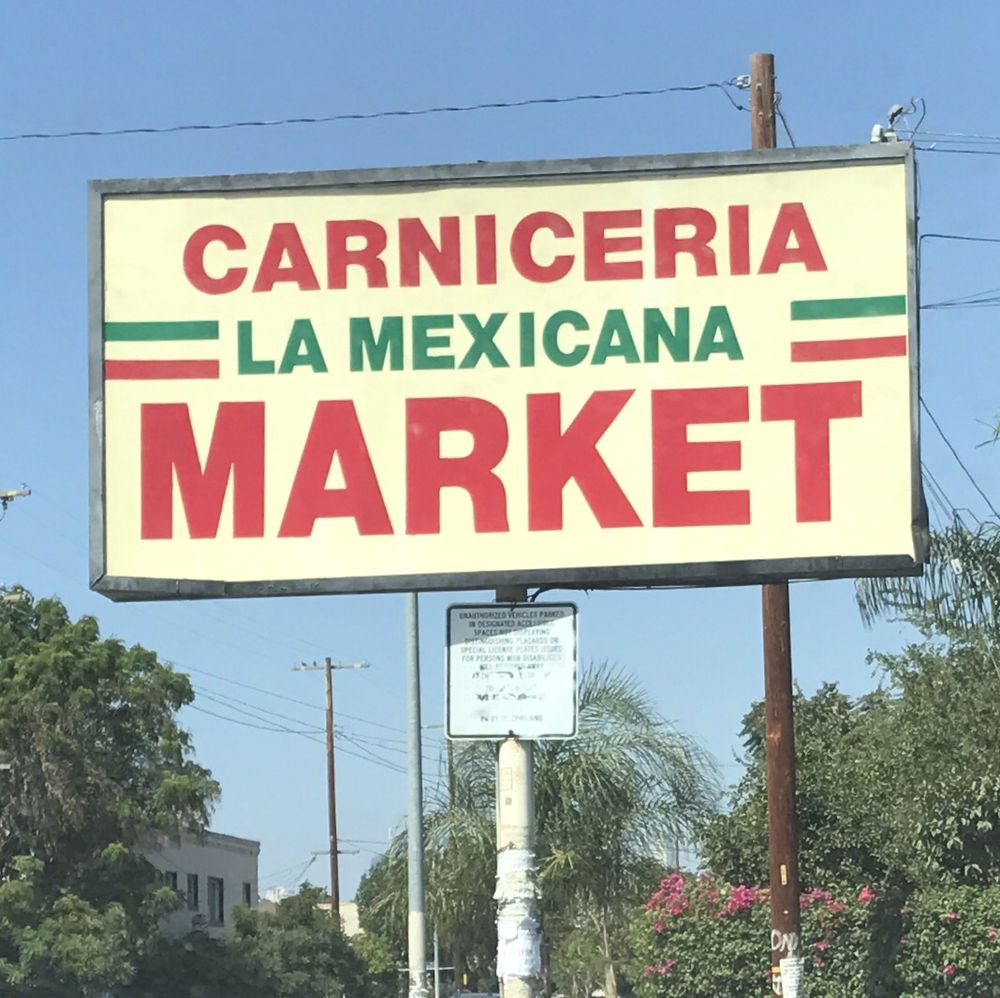 CARNICERIA
LA MEXICANA
MARKET
UNAUTHORIZED VEHICLES PARKED
IN DESIGNATED ACCESSIBLE
SPACES NOT DISPLAYING
DISTINGUISHING PLACARDS OR
SPECIAL LICENSE PLATES ISSUED
FOR PERSONS WITH DISABILITIES